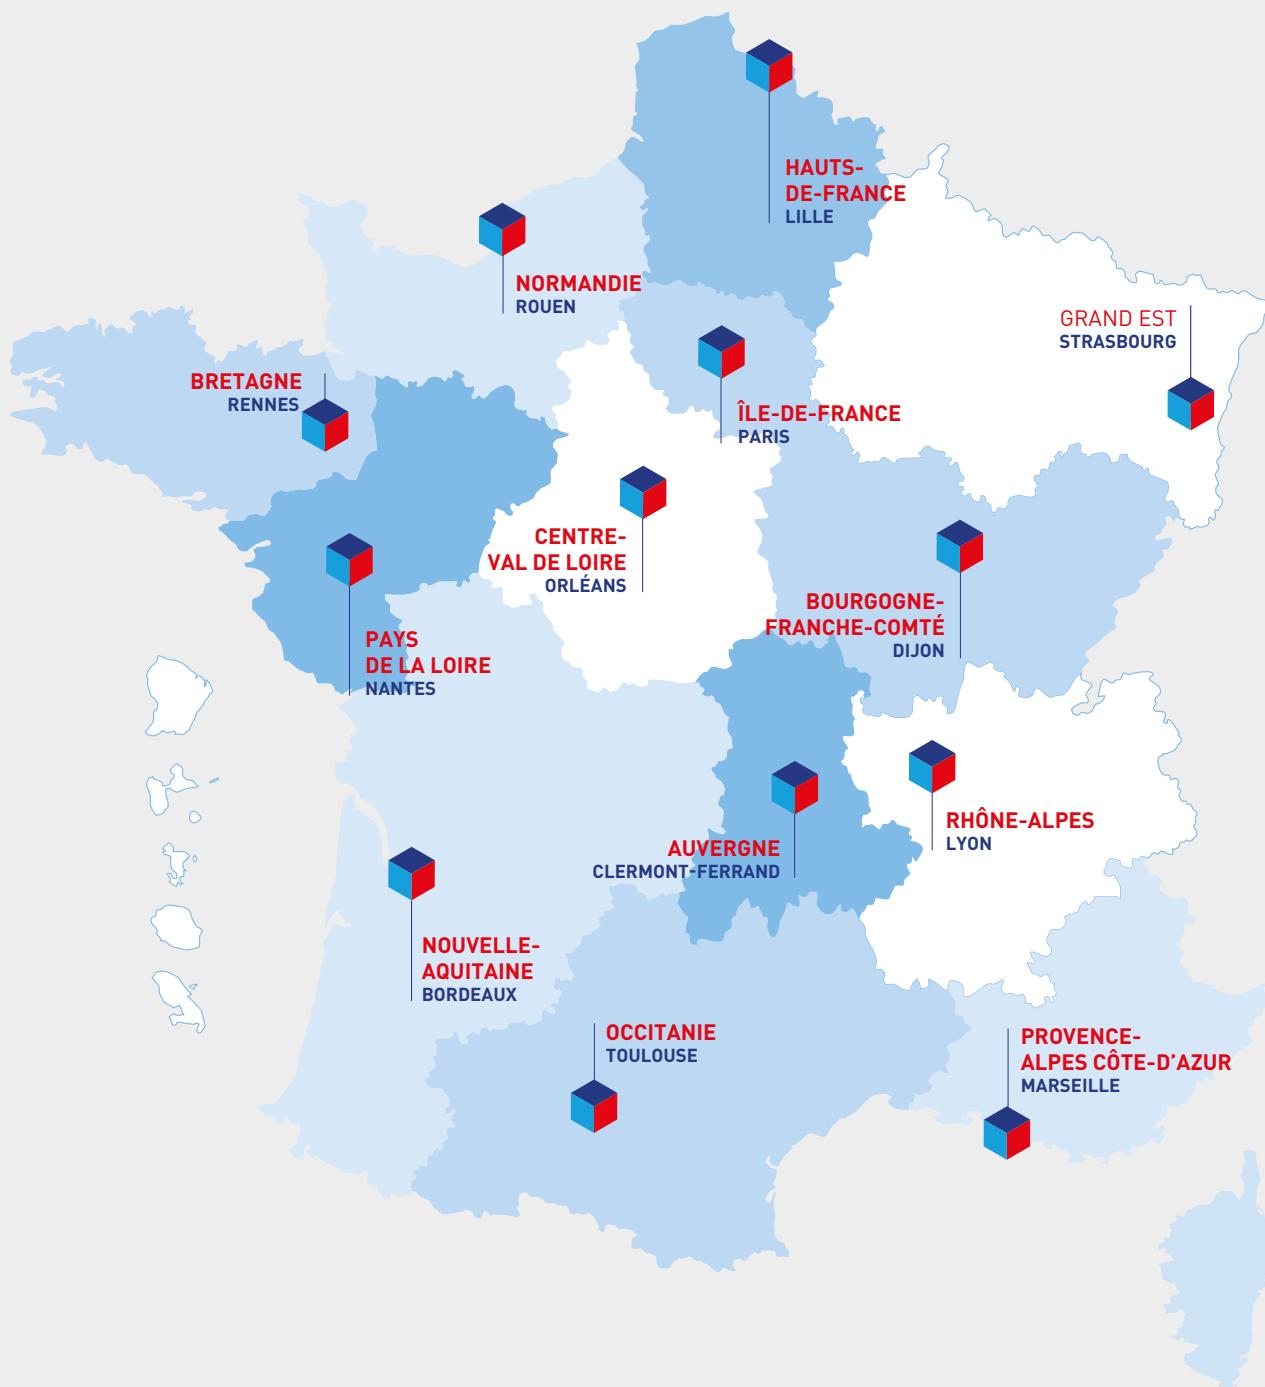 HAUTS-
DE-FRANCE
LILLE
NORMANDIE
ROUEN
GRAND EST
STRASBOURG
BRETAGNE
RENNES
ÎLE-DE-FRANCE
PARIS
CENTRE-
VAL DE LOIRE
ORLÉANS
BOURGOGNE-
FRANCHE-COMTÉ
DIJON
PAYS
DE LA LOIRE
NANTES
RHÔNE-ALPES
LYON
AUVERGNE
CLERMONT-FERRAND
NOUVELLE-
AQUITAINE
BORDEAUX
OCCITANIE
TOULOUSE
PROVENCE-
ALPES CÔTE-D’AZUR
MARSEILLE